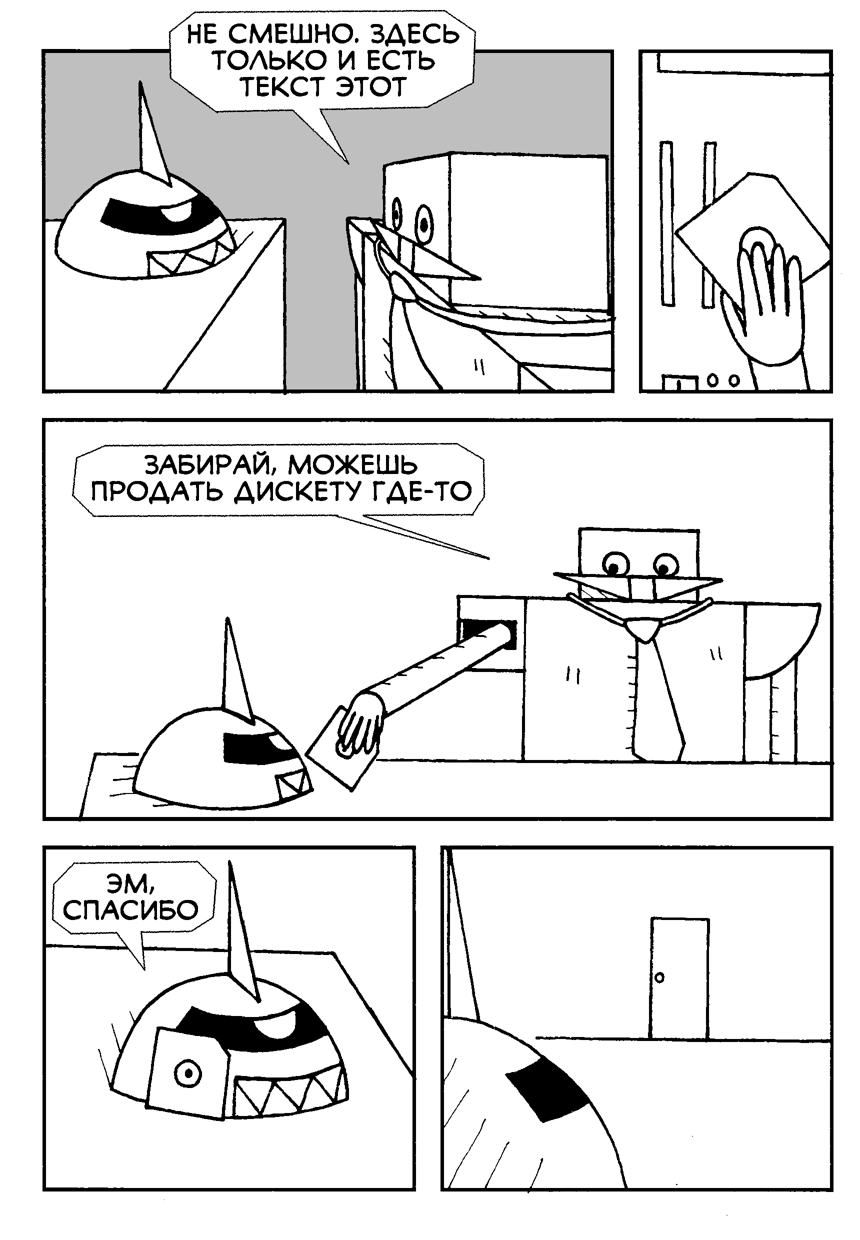 НЕ СМЕШНО. ЗДЕСЬ
ТОЛЬКО И ЕСТЬ
ТЕКСТ ЭТОТ
ЗАБИРАЙ, МОЖЕШЬ
ПРОДАТЬ ДИСКЕТУ ГДЕ-ТО
ЭМ,
СПАСИБО